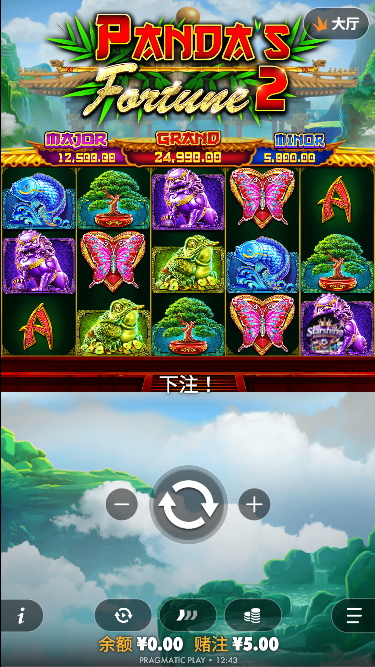 PANDA'S
Fortune 2
大厅
MAJOR
GRAND
MINOR
12,500.00
24,990.00
5,000.00
A
A
Starshine
下注！
i
余额 ¥0.00 赌注 ¥5.00
PRAGMATIC PLAY • 12:43